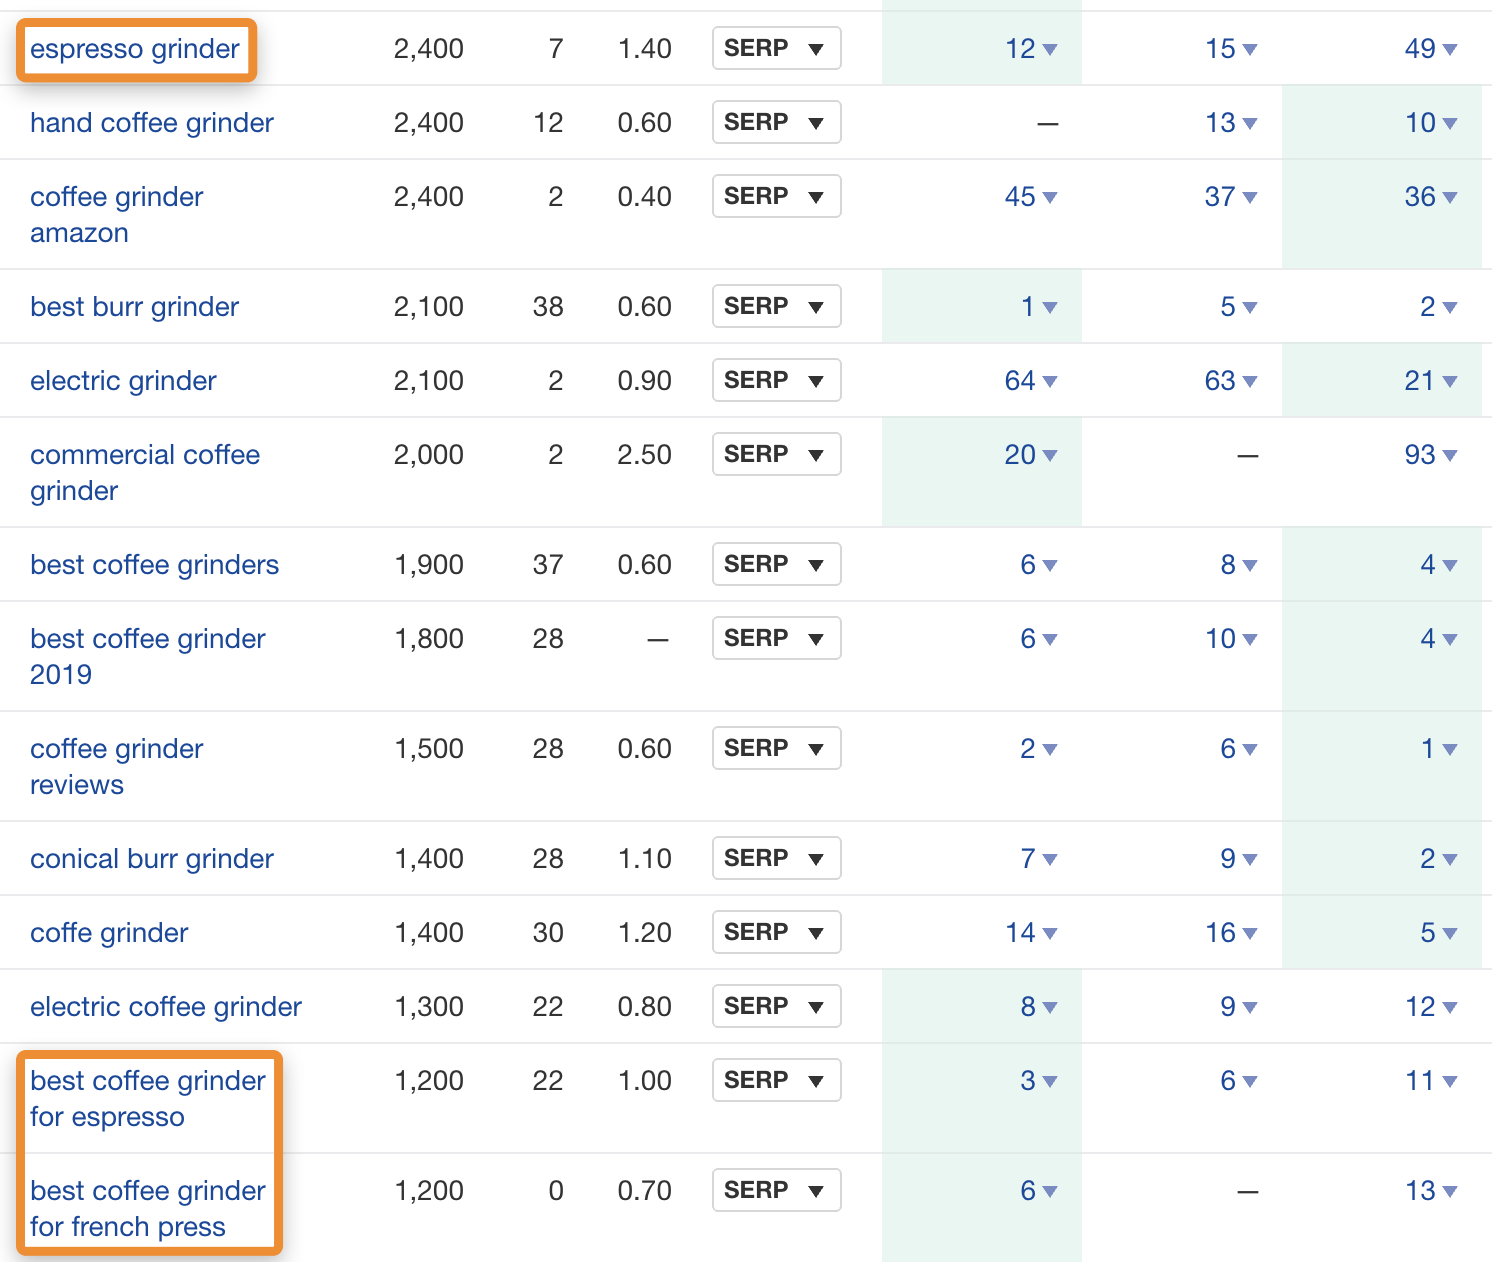 espresso grinder 2,400 7 1.40 SERP ▼ 12 ▼ 15 ▼ 49 ▼
hand coffee grinder 2,400 12 0.60 SERP ▼ — 13 ▼ 10 ▼
coffee grinder 2,400 2 0.40 SERP ▼ 45 ▼ 37 ▼ 36 ▼
amazon
best burr grinder 2,100 38 0.60 SERP ▼ 1 ▼ 5 ▼ 2 ▼
electric grinder 2,100 2 0.90 SERP ▼ 64 ▼ 63 ▼ 21 ▼
commercial coffee 2,000 2 2.50 SERP ▼ 20 ▼ — 93 ▼
grinder
best coffee grinders 1,900 37 0.60 SERP ▼ 6 ▼ 8 ▼ 4 ▼
best coffee grinder 1,800 28 — SERP ▼ 6 ▼ 10 ▼ 4 ▼
2019
coffee grinder 1,500 28 0.60 SERP ▼ 2 ▼ 6 ▼ 1 ▼
reviews
conical burr grinder 1,400 28 1.10 SERP ▼ 7 ▼ 9 ▼ 2 ▼
coffe grinder 1,400 30 1.20 SERP ▼ 14 ▼ 16 ▼ 5 ▼
electric coffee grinder 1,300 22 0.80 SERP ▼ 8 ▼ 9 ▼ 12 ▼
best coffee grinder 1,200 22 1.00 SERP ▼ 3 ▼ 6 ▼ 11 ▼
for espresso
best coffee grinder 1,200 0 0.70 SERP ▼ 6 ▼ — 13 ▼
for french press